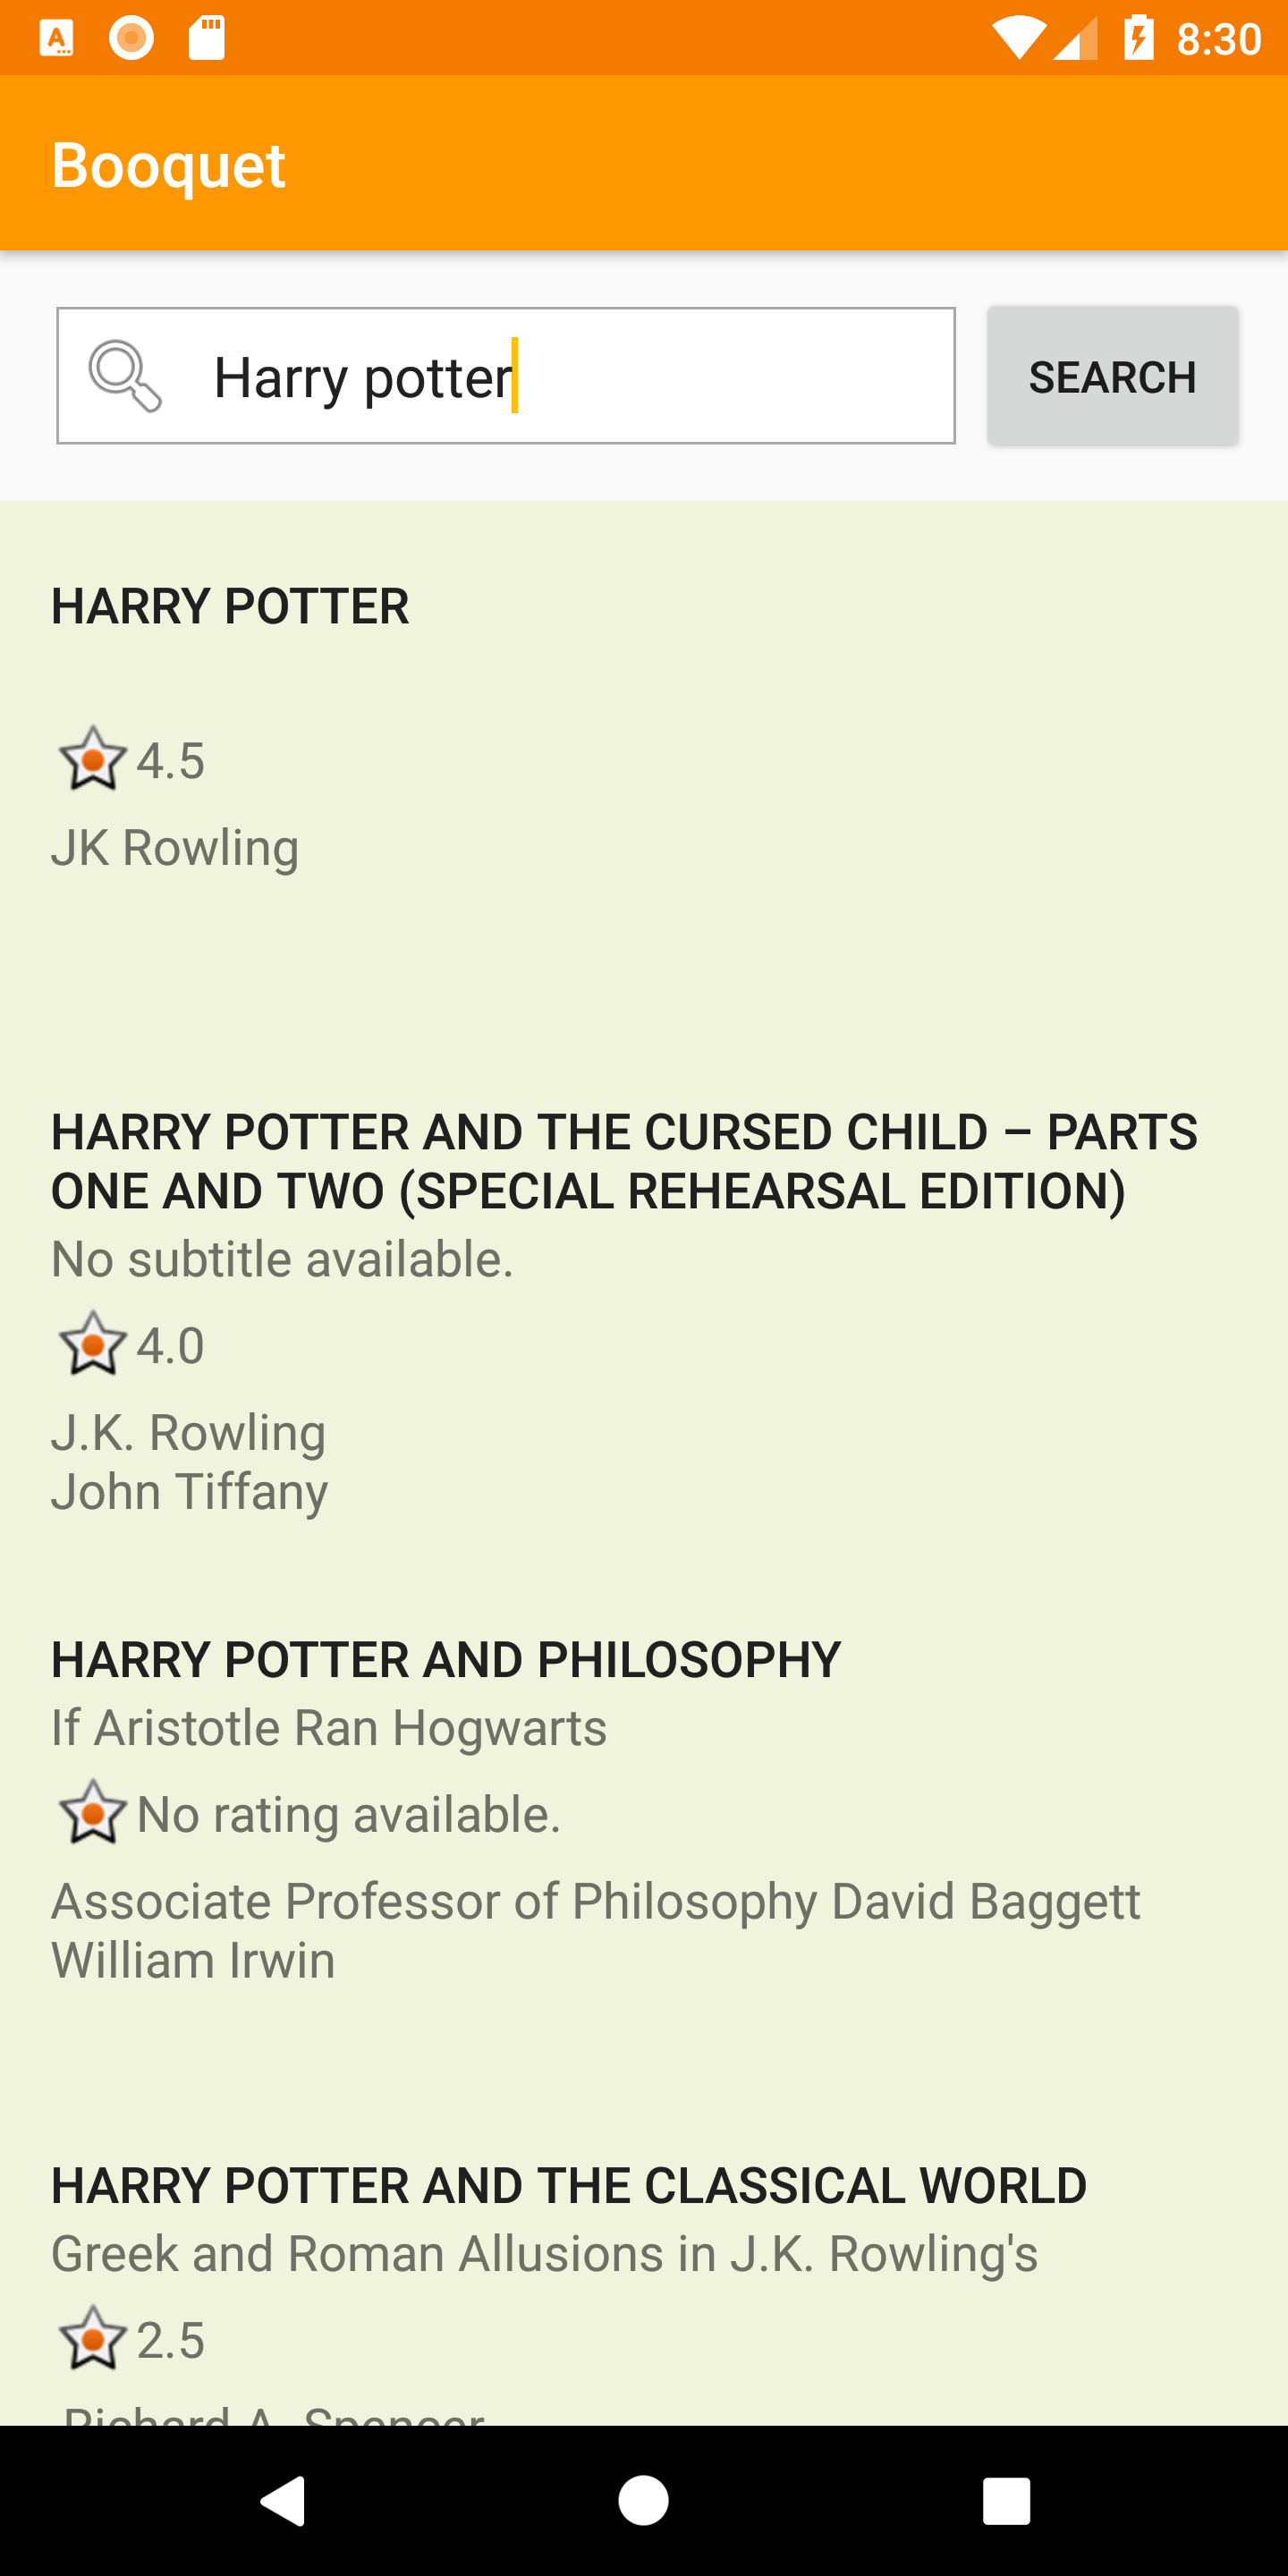 8:30
Booquet
Harry potter
SEARCH
HARRY POTTER
4.5
JK Rowling
HARRY POTTER AND THE CURSED CHILD – PARTS
ONE AND TWO (SPECIAL REHEARSAL EDITION)
No subtitle available.
4.0
J.K. Rowling
John Tiffany
HARRY POTTER AND PHILOSOPHY
If Aristotle Ran Hogwarts
No rating available.
Associate Professor of Philosophy David Baggett
William Irwin
HARRY POTTER AND THE CLASSICAL WORLD
Greek and Roman Allusions in J.K. Rowling's
2.5
Richard A. Spencer